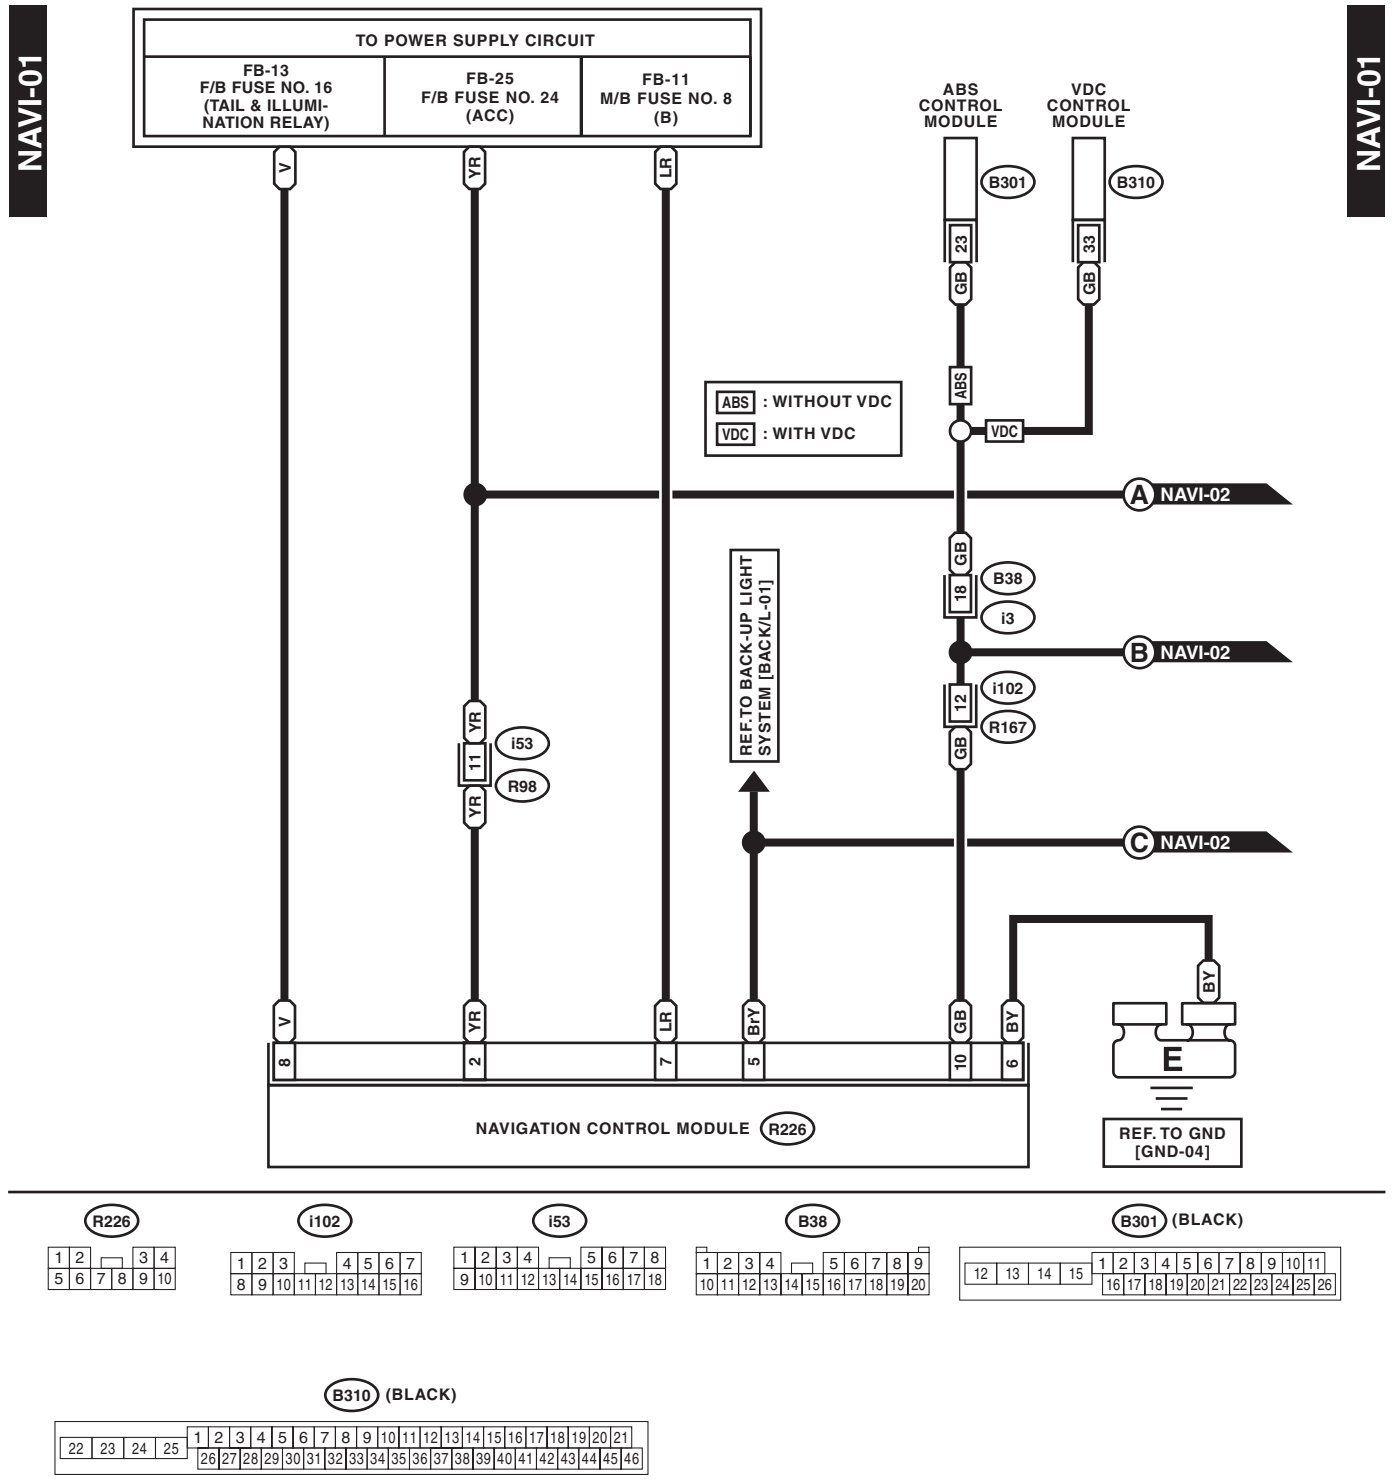 NAVI-01
NAVI-01
TO POWER SUPPLY CIRCUIT
FB-13
F/B FUSE NO. 16
(TAIL & ILLUMI-
NATION RELAY)
FB-25
F/B FUSE NO. 24
(ACC)
FB-11
M/B FUSE NO. 8
(B)
ABS
CONTROL
MODULE
VDC
CONTROL
MODULE
V
YR
LR
B301
B310
23
33
GB
GB
ABS
ABS : WITHOUT VDC
VDC : WITH VDC
VDC
A NAVI-02
GB
REF.TO BACK-UP LIGHT
SYSTEM [BACK/L-01]
18
B38
i3
B NAVI-02
12
i102
R167
GB
YR
11
i53
R98
YR
C NAVI-02
BY
V
YR
LR
BrY
GB
BY
8
2
7
5
10
6
E
NAVIGATION CONTROL MODULE R226
REF. TO GND
[GND-04]
R226
1 2 3 4
5 6 7 8 9 10
i102
1 2 3 4 5 6 7
8 9 10 11 12 13 14 15 16
i53
1 2 3 4 5 6 7 8
9 10 11 12 13 14 15 16 17 18
B38
1 2 3 4 5 6 7 8 9
10 11 12 13 14 15 16 17 18 19 20
B301 (BLACK)
12 13 14 15 1 2 3 4 5 6 7 8 9 10 11
16 17 18 19 20 21 22 23 24 25 26
B310 (BLACK)
22 23 24 25 1 2 3 4 5 6 7 8 9 10 11 12 13 14 15 16 17 18 19 20 21
26 27 28 29 30 31 32 33 34 35 36 37 38 39 40 41 42 43 44 45 46